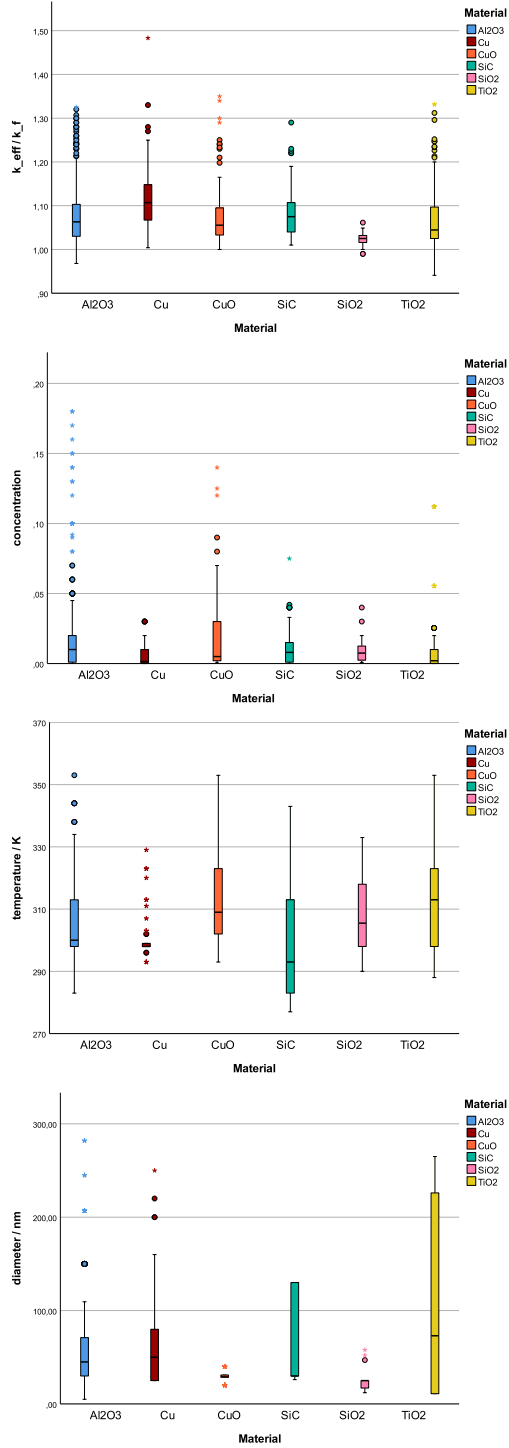 Material
Al2O3
Cu
CuO
SiC
SiO2
TiO2
1,50
1,40
1,30
1,20
1,10
1,00
,90
k_eff / k_f
Al2O3 Cu CuO SiC SiO2 TiO2
Material
Material
Al2O3
Cu
CuO
SiC
SiO2
TiO2
,20
,15
,10
,05
,00
concentration
Al2O3 Cu CuO SiC SiO2 TiO2
Material
Material
Al2O3
Cu
CuO
SiC
SiO2
TiO2
370
350
330
310
290
270
temperature / K
Al2O3 Cu CuO SiC SiO2 TiO2
Material
Material
Al2O3
Cu
CuO
SiC
SiO2
TiO2
300,00
200,00
100,00
,00
diameter / nm
Al2O3 Cu CuO SiC SiO2 TiO2
Material